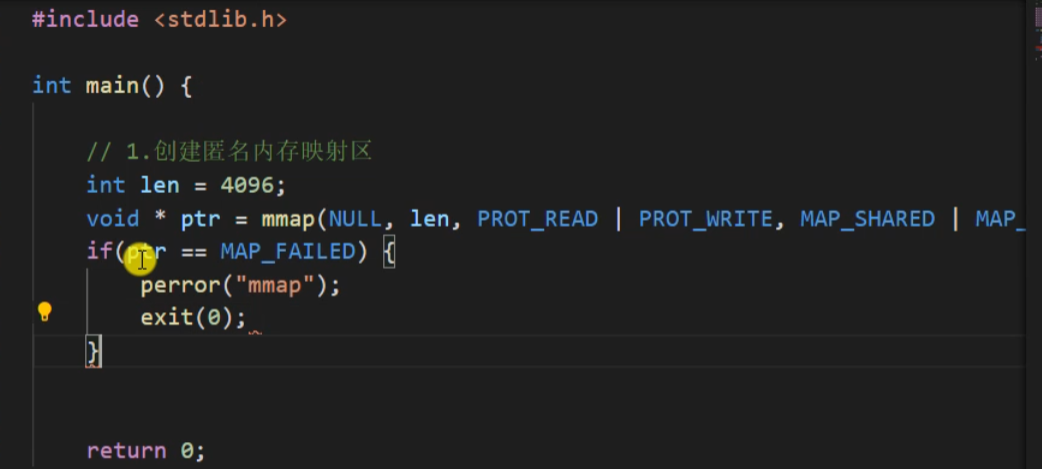 #include <stdlib.h>
int main() {
// 1.创建匿名内存映射区
int len = 4096;
void * ptr = mmap(NULL, len, PROT_READ | PROT_WRITE, MAP_SHARED | MAP_
if(ptr == MAP_FAILED) {
perror("mmap");
exit(0);
}
return 0;